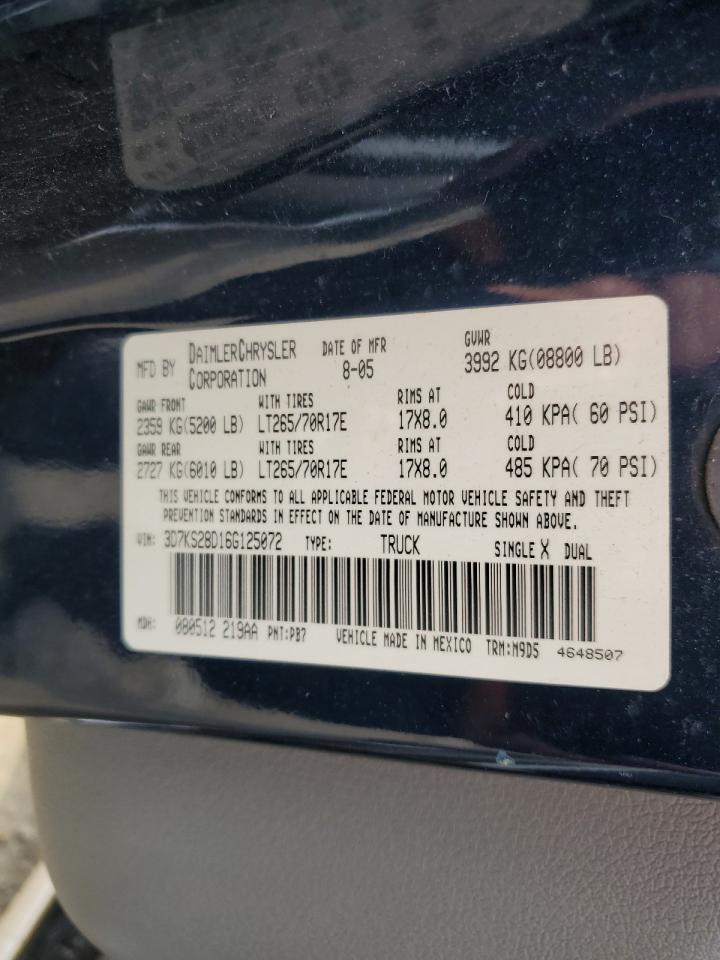 MFD BY DAIMLERCHRYSLER CORPORATION
DATE OF MFR 8-05
GVWR 3992 KG(08800 LB)
GAWR FRONT WITH TIRES RIMS AT COLD
2359 KG(5200 LB) LT265/70R17E 17X8.0 410 KPA( 60 PSI)
GAWR REAR WITH TIRES RIMS AT COLD
2727 KG(6010 LB) LT265/70R17E 17X8.0 485 KPA( 70 PSI)
THIS VEHICLE CONFORMS TO ALL APPLICABLE FEDERAL MOTOR VEHICLE SAFETY AND THEFT
PREVENTION STANDARDS IN EFFECT ON THE DATE OF MANUFACTURE SHOWN ABOVE.
VIN: 3D7KS28D16G125072 TYPE: TRUCK SINGLE X DUAL
MDH: 080512 219AA PNT:PB7 VEHICLE MADE IN MEXICO TRM:M9D5 4648507